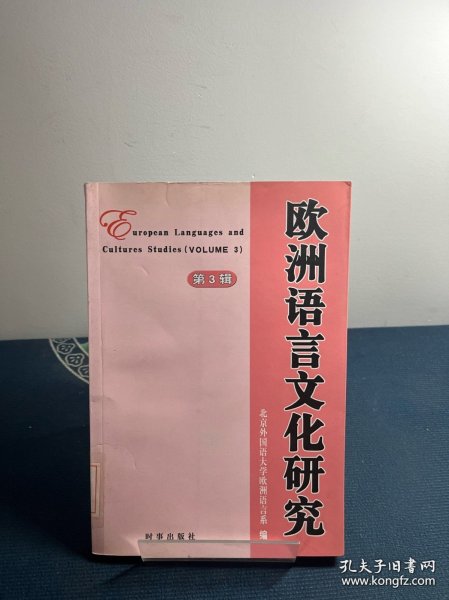 European Languages and
Cultures Studies (VOLUME 3)
第3辑
欧洲语言文化研究
北京外国语大学欧洲语言系 编
时事出版社
孔夫子旧书网
www.kongfz.com